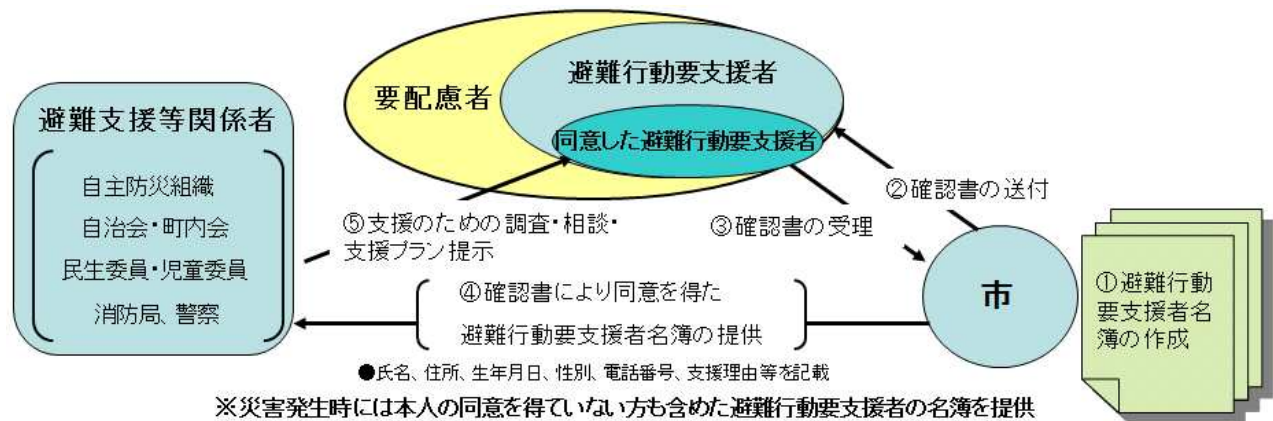 避難支援等関係者
自主防災組織
自治会・町内会
民生委員・児童委員
消防局、警察
要配慮者
避難行動要支援者
同意した避難行動要支援者
②確認書の送付
③確認書の受理
⑤支援のための調査・相談・
支援プラン提示
④確認書により同意を得た
避難行動要支援者名簿の提供
市
①避難行動
要支援者名
簿の作成
●氏名、住所、生年月日、性別、電話番号、支援理由等を記載
※災害発生時には本人の同意を得ていない方も含めた避難行動要支援者の名簿を提供